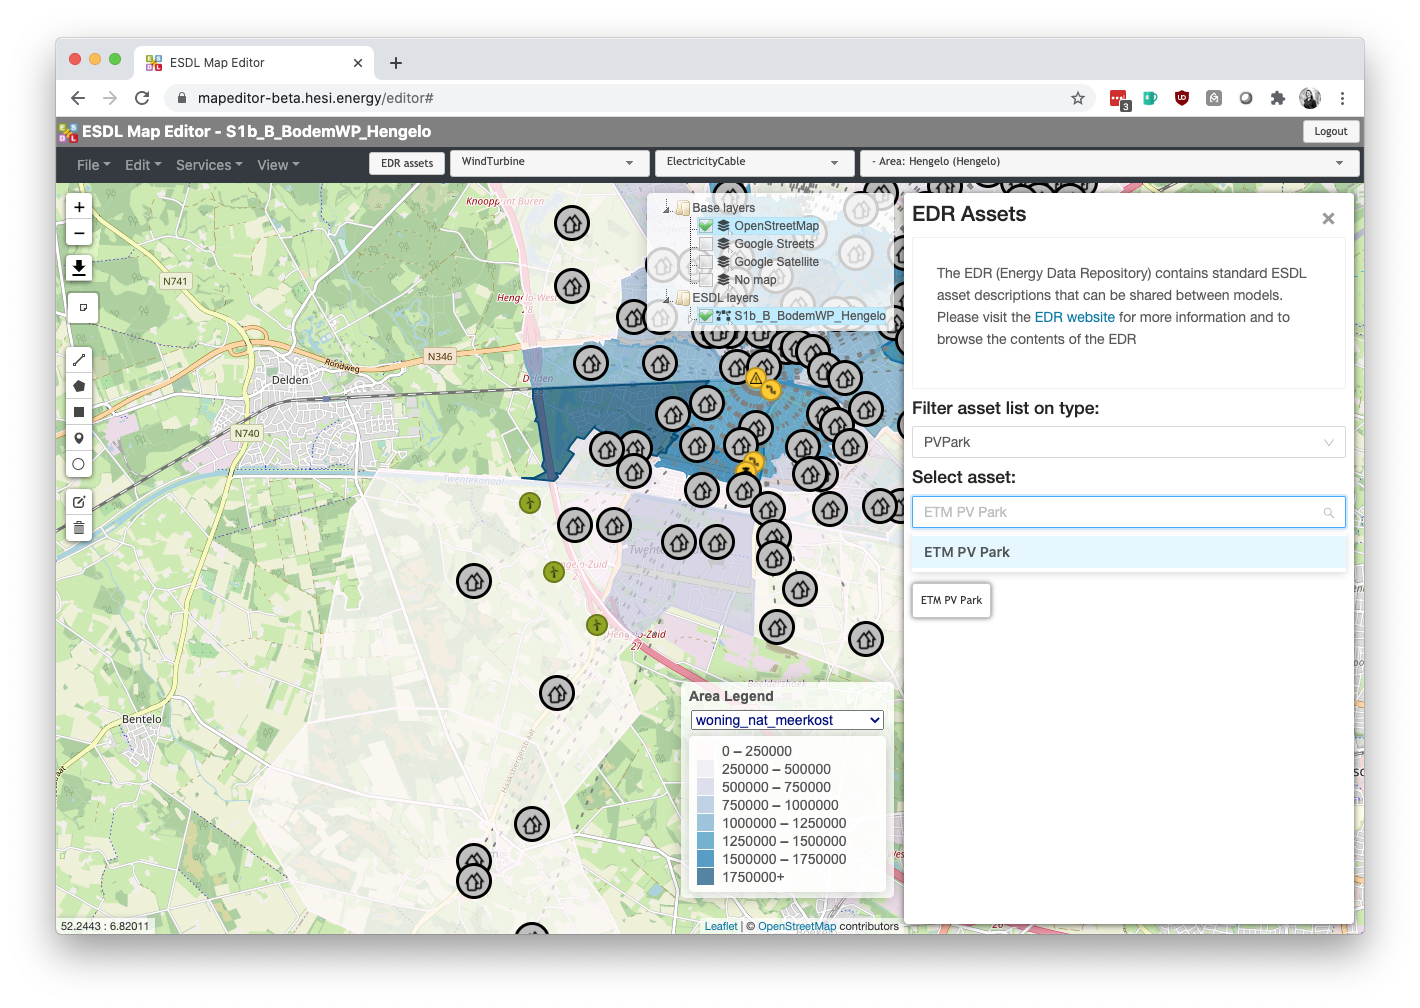 ESDL Map Editor
mapeditor-beta.hesi.energy/editor#
3
ESDL Map Editor - S1b_B_BodemWP_Hengelo
Logout
File
Edit
Services
View
EDR assets
WindTurbine
ElectricityCable
- Area: Hengelo (Hengelo)
+
−
Base layers
OpenStreetMap
Google Streets
Google Satellite
No map
ESDL layers
S1b_B_BodemWP_Hengelo
Knooppunt Buren
N741
Hengelo-West
N346
Rondweg
Delden
Delden
N740
Twentekanaal
Hengelo-Zuid
27
Bentelo
Haaksbergerstraat
EDR Assets
The EDR (Energy Data Repository) contains standard ESDL
asset descriptions that can be shared between models.
Please visit the EDR website for more information and to
browse the contents of the EDR
Filter asset list on type:
PVPark
Select asset:
ETM PV Park
ETM PV Park
ETM PV Park
Area Legend
woning_nat_meerkost
0 – 250000
250000 – 500000
500000 – 750000
750000 – 1000000
1000000 – 1250000
1250000 – 1500000
1500000 – 1750000
1750000+
52.2443 : 6.82011
Leaflet | © OpenStreetMap contributors